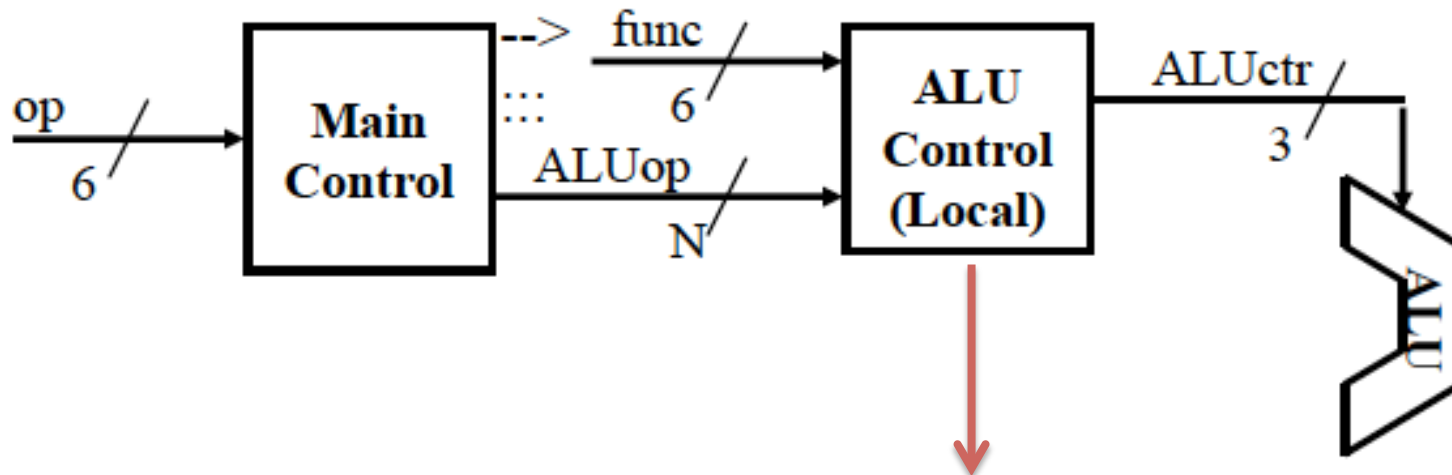 op
6
Main
Control
-->
...
...
func
6
ALUop
N
ALU
Control
(Local)
ALUctr
3
ALU